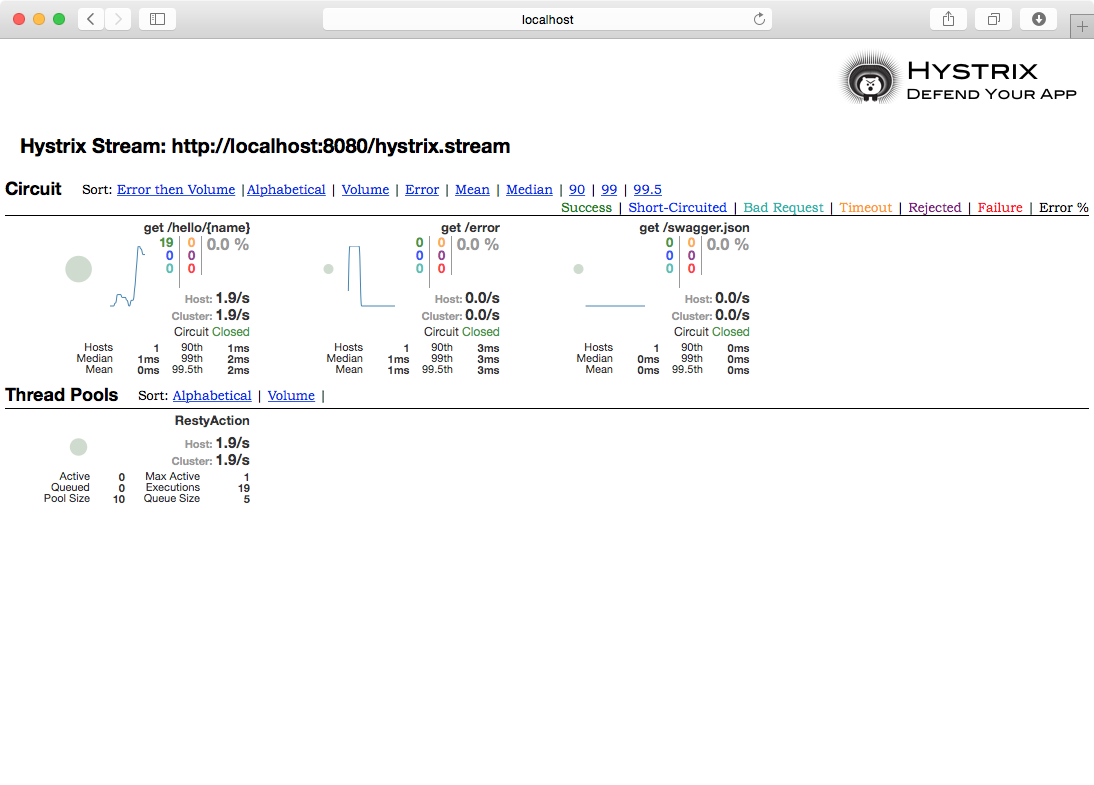 localhost
HYSTRIX
DEFEND YOUR APP
Hystrix Stream: http://localhost:8080/hystrix.stream
Circuit Sort: Error then Volume | Alphabetical | Volume | Error | Mean | Median | 90 | 99 | 99.5
Success | Short-Circuited | Bad Request | Timeout | Rejected | Failure | Error %
get /hello/{name}
19 0 0.0 %
0 0
0 0
Host: 1.9/s
Cluster: 1.9/s
Circuit Closed
Hosts 1 90th 1ms
Median 1ms 99th 2ms
Mean 0ms 99.5th 2ms
get /error
0 0 0.0 %
0 0
0 0
Host: 0.0/s
Cluster: 0.0/s
Circuit Closed
Hosts 1 90th 3ms
Median 1ms 99th 3ms
Mean 1ms 99.5th 3ms
get /swagger.json
0 0 0.0 %
0 0
0 0
Host: 0.0/s
Cluster: 0.0/s
Circuit Closed
Hosts 1 90th 0ms
Median 0ms 99th 0ms
Mean 0ms 99.5th 0ms
Thread Pools Sort: Alphabetical | Volume |
RestyAction
Host: 1.9/s
Cluster: 1.9/s
Active 0 Max Active 1
Queued 0 Executions 19
Pool Size 10 Queue Size 5